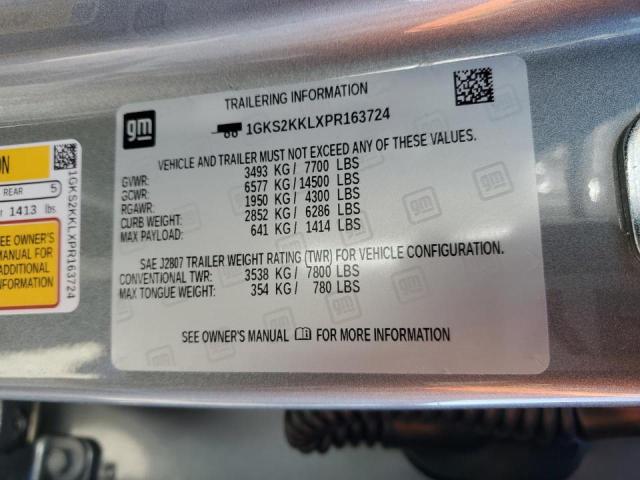 TRAILERING INFORMATION
gm
1GKS2KKLXPR163724
VEHICLE AND TRAILER MUST NOT EXCEED ANY OF THESE VALUES.
GVWR: 3493 KG/ 7700 LBS
GCWR: 6577 KG/ 14500 LBS
RGAWR: 1950 KG/ 4300 LBS
CURB WEIGHT: 2852 KG/ 6286 LBS
MAX PAYLOAD: 641 KG/ 1414 LBS
SAE J2807 TRAILER WEIGHT RATING (TWR) FOR VEHICLE CONFIGURATION.
CONVENTIONAL TWR: 3538 KG/ 7800 LBS
MAX TONGUE WEIGHT: 354 KG/ 780 LBS
SEE OWNER'S MANUAL FOR MORE INFORMATION
ON
REAR 5
1413 lbs
SEE OWNER'S
MANUAL FOR
ADDITIONAL
INFORMATION
1GKS2KKLXPR163724